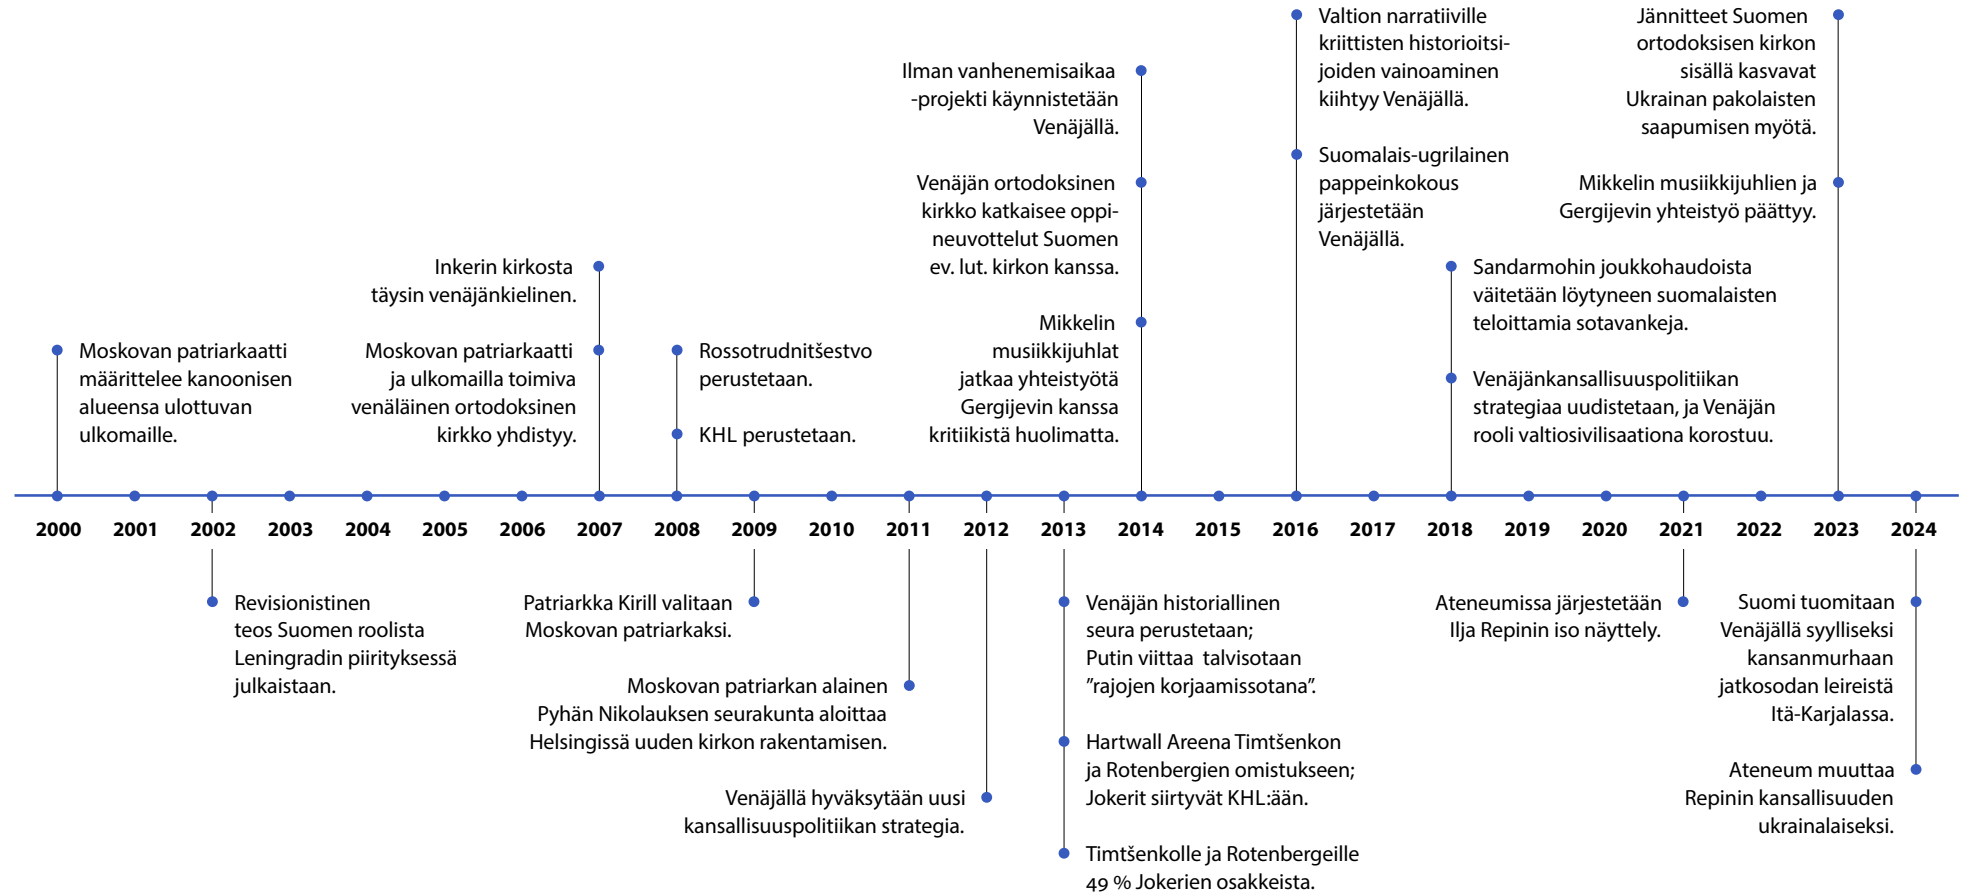 Moskovan patriarkaatti
määrittelee kanoonisen
alueensa ulottuvan
ulkomaille.
Inkerin kirkosta
täysin venäjänkielinen.
Moskovan patriarkaatti
ja ulkomailla toimiva
venäläinen ortodoksinen
kirkko yhdistyy.
Rossotrudnitšestvo
perustetaan.
KHL perustetaan.
Ilman vanhenemisaikaa
-projekti käynnistetään
Venäjällä.
Venäjän ortodoksinen
kirkko katkaisee oppi-
neuvottelut Suomen
ev. lut. kirkon kanssa.
Mikkelin
musiikkijuhlat
jatkaa yhteistyötä
Gergijevin kanssa
kritiikistä huolimatta.
Valtion narratiiville
kriittisten historioitsi-
joiden vainoaminen
kiihtyy Venäjällä.
Suomalais-ugrilainen
pappeinkokous
järjestetään
Venäjällä.
Sandarmohin joukkohaudoista
väitetään löytyneen suomalaisten
teloittamia sotavankeja.
Venäjänkansallisuuspolitiikan
strategiaa uudistetaan, ja Venäjän
rooli valtiosivilisaationa korostuu.
Jännitteet Suomen
ortodoksisen kirkon
sisällä kasvavat
Ukrainan pakolaisten
saapumisen myötä.
Mikkelin musiikkijuhlien ja
Gergijevin yhteistyö päättyy.
2000 2001 2002 2003 2004 2005 2006 2007 2008 2009 2010 2011 2012 2013 2014 2015 2016 2017 2018 2019 2020 2021 2022 2023 2024
Revisionistinen
teos Suomen roolista
Leningradin piirityksessä
julkaistaan.
Patriarkka Kirill valitaan
Moskovan patriarkaksi.
Moskovan patriarkan alainen
Pyhän Nikolauksen seurakunta aloittaa
Helsingissä uuden kirkon rakentamisen.
Venäjällä hyväksytään uusi
kansallisuuspolitiikan strategia.
Venäjän historiallinen
seura perustetaan;
Putin viittaa talvisotaan
”rajojen korjaamissotana”.
Hartwall Areena Timtšenkon
ja Rotenbergien omistukseen;
Jokerit siirtyvät KHL:ään.
Timtšenkolle ja Rotenbergeille
49 % Jokerien osakkeista.
Ateneumissa järjestetään
Ilja Repinin iso näyttely.
Suomi tuomitaan
Venäjällä syylliseksi
kansanmurhaan
jatkosodan leireistä
Itä-Karjalassa.
Ateneum muuttaa
Repinin kansallisuuden
ukrainalaiseksi.